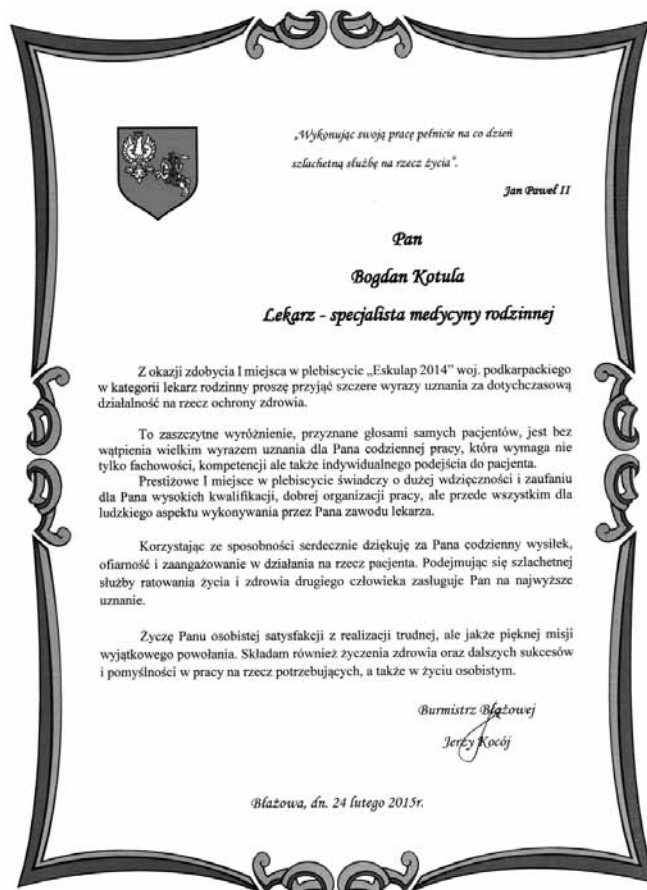 „Wykonując swoją pracę pełnicie na co dzień
szlachetną służbę na rzecz życia".
Jan Paweł II
Pan
Bogdan Kotula
Lekarz - specjalista medycyny rodzinnej
Z okazji zdobycia I miejsca w plebiscycie „Eskulap 2014" woj. podkarpackiego
w kategorii lekarz rodzinny proszę przyjąć szczere wyrazy uznania za dotychczasową
działalność na rzecz ochrony zdrowia.
To zaszczytne wyróżnienie, przyznane głosami samych pacjentów, jest bez
wątpienia wielkim wyrazem uznania dla Pana codziennej pracy, która wymaga nie
tylko fachowości, kompetencji ale także indywidualnego podejścia do pacjenta.
Prestiżowe I miejsce w plebiscycie świadczy o dużej wdzięczności i zaufaniu
dla Pana wysokich kwalifikacji, dobrej organizacji pracy, ale przede wszystkim dla
ludzkiego aspektu wykonywania przez Pana zawodu lekarza.
Korzystając ze sposobności serdecznie dziękuję za Pana codzienny wysiłek,
ofiarność i zaangażowanie w działania na rzecz pacjenta. Podejmując się szlachetnej
służby ratowania życia i zdrowia drugiego człowieka zasługuje Pan na najwyższe
uznanie.
Życzę Panu osobistej satysfakcji z realizacji trudnej, ale jakże pięknej misji
wyjątkowego powołania. Składam również życzenia zdrowia oraz dalszych sukcesów
i pomyślności w pracy na rzecz potrzebujących, a także w życiu osobistym.
Burmistrz Błażowej
Jerzy Kocój
Błażowa, dn. 24 lutego 2015r.